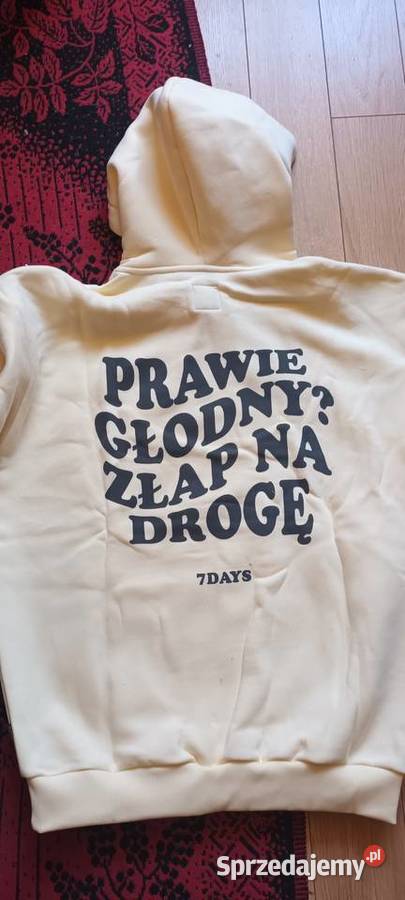 PRAWIE
GŁODNY?
ZŁAP NA
DROGĘ
7DAYS
Sprzedajemy.pl